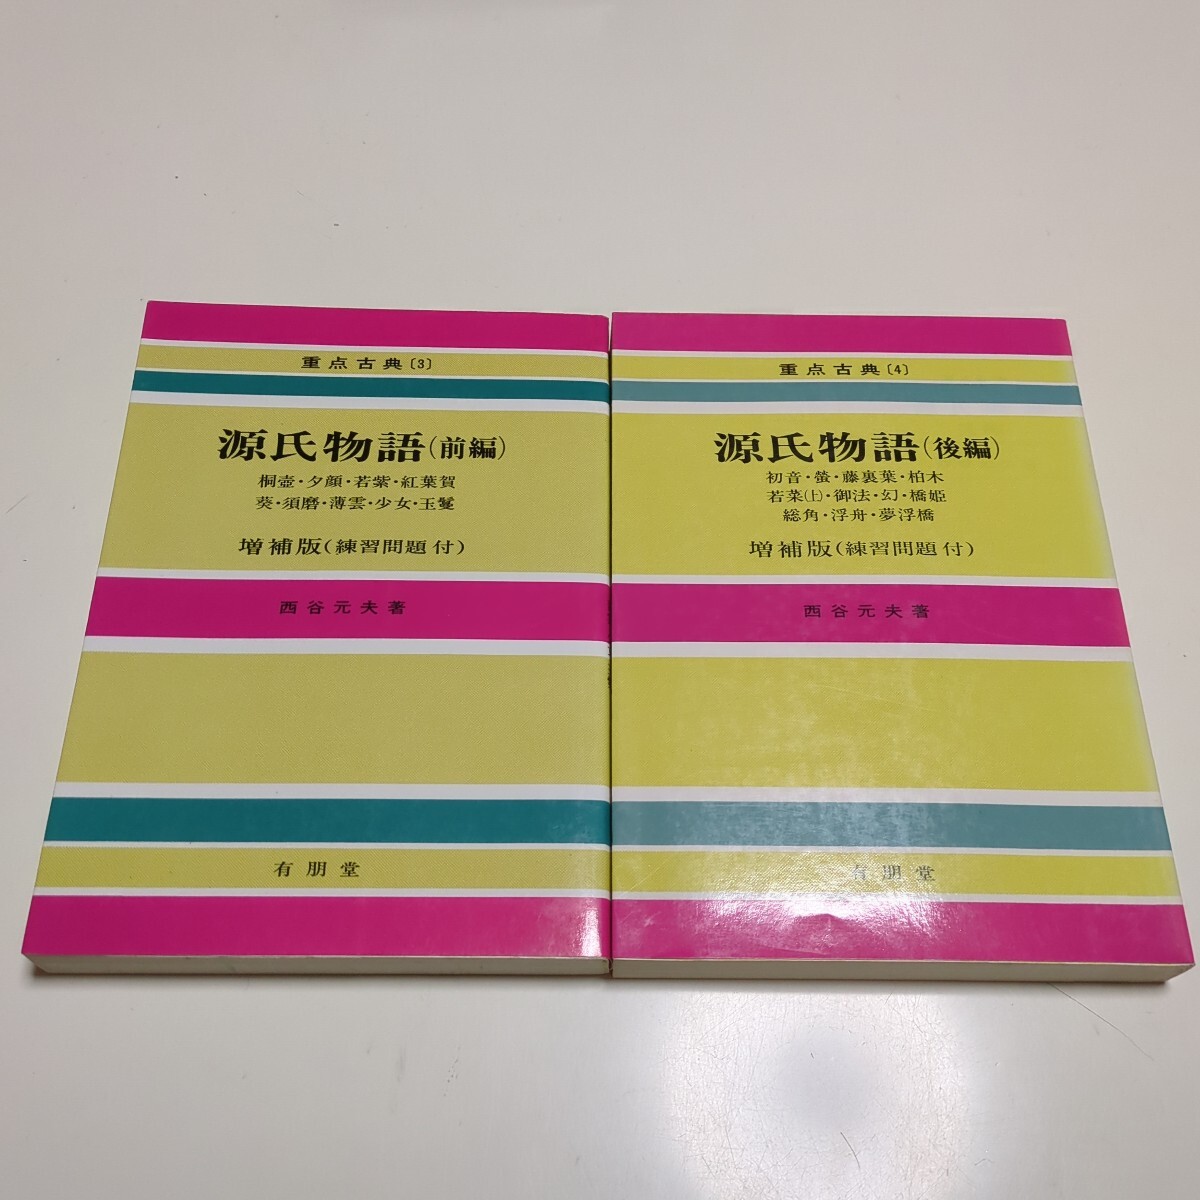 重点古典〔3〕
源氏物語(前編)
桐壺・夕顔・若紫・紅葉賀
葵・須磨・薄雲・少女・玉鬘
増補版(練習問題付)
西谷元夫著
有朋堂
重点古典〔4〕
源氏物語(後編)
初音・螢・藤裏葉・柏木
若菜(上)・御法・幻・橋姫
総角・浮舟・夢浮橋
増補版(練習問題付)
西谷元夫著
有朋堂